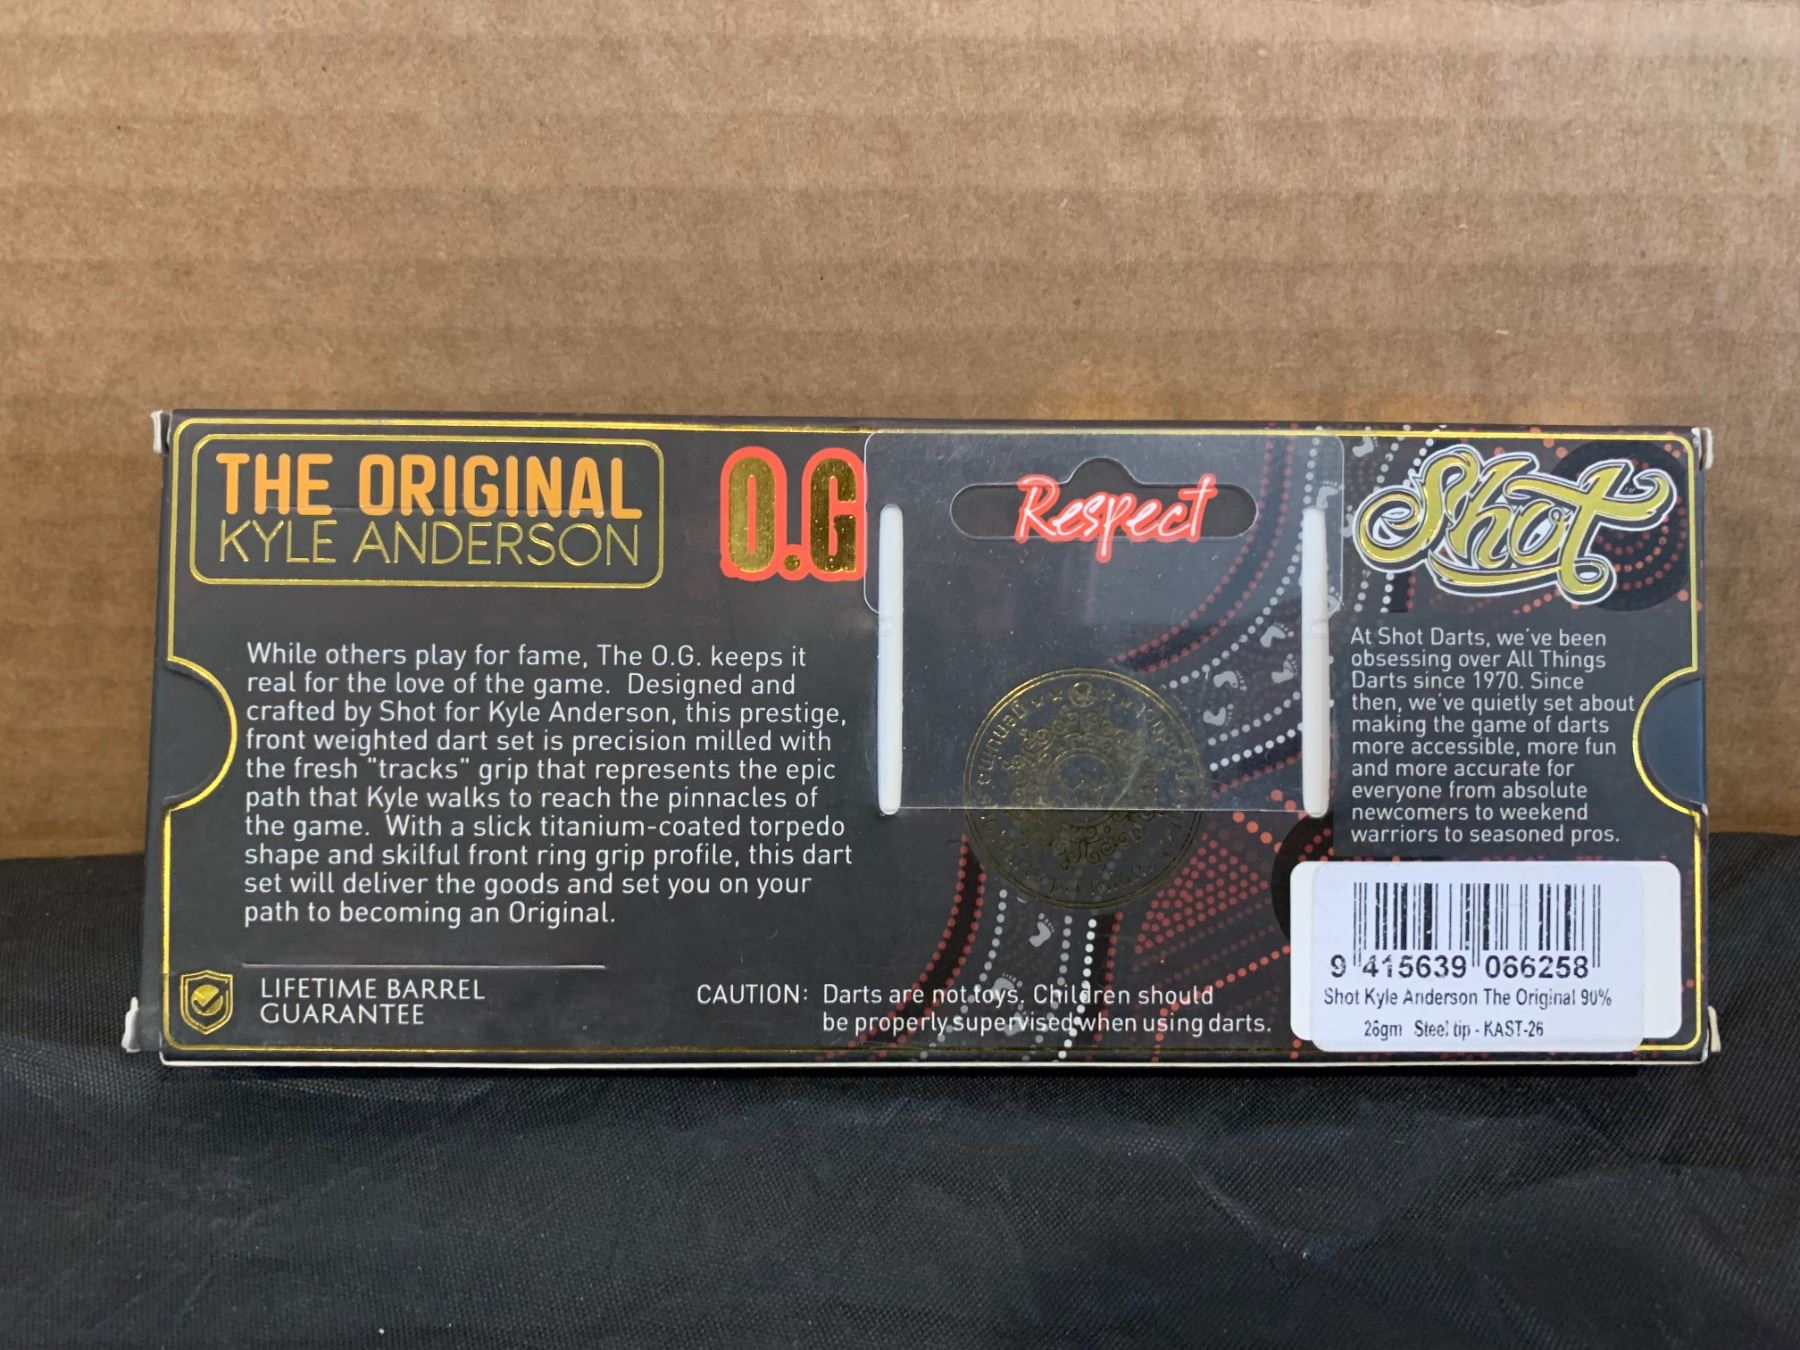 THE ORIGINAL
KYLE ANDERSON
O.G
Respect
Shot
While others play for fame, The O.G. keeps it
real for the love of the game. Designed and
crafted by Shot for Kyle Anderson, this prestige,
front weighted dart set is precision milled with
the fresh "tracks" grip that represents the epic
path that Kyle walks to reach the pinnacles of
the game. With a slick titanium-coated torpedo
shape and skilful front ring grip profile, this dart
set will deliver the goods and set you on your
path to becoming an Original.
LIFETIME BARREL
GUARANTEE
CAUTION: Darts are not toys. Children should
be properly supervised when using darts.
At Shot Darts, we've been
obsessing over All Things
Darts since 1970. Since
then, we've quietly set about
making the game of darts
more accessible, more fun
and more accurate for
everyone from absolute
newcomers to weekend
warriors to seasoned pros.
9 415639 066258
Shot Kyle Anderson The Original 90%
26gm Steel tip - KAST-26
genuine